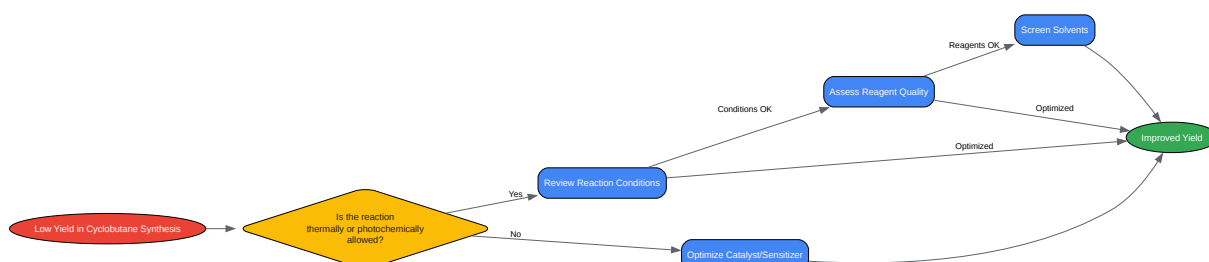 Screen Solvents
Reagents OK
Assess Reagent Quality
Conditions OK
Optimized
Improved Yield
Optimized
Review Reaction Conditions
Yes
Is the reaction
thermally or photochemically
allowed?
Low Yield in Cyclobutane Synthesis
No
Optimize Catalyst/Sensitizer